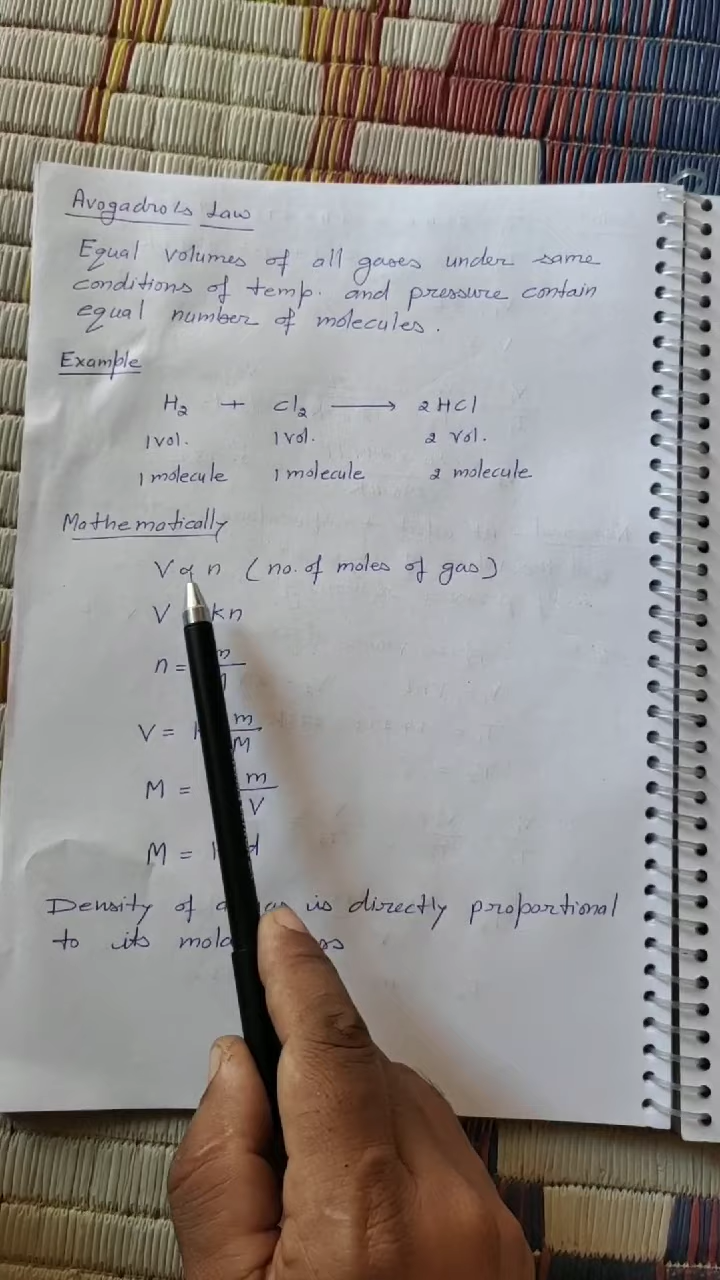 Avogadro's Law
Equal volumes of all gases under same
conditions of temp. and pressure contain
equal number of molecules.
Example
H₂ + Cl₂ ⟶ 2HCl
1vol. 1vol. 2 vol.
1 molecule 1 molecule 2 molecule
Mathematically
V ∝ n (no. of moles of gas)
V kn
n =
V = m/M
M = m/V
M = d
Density of is directly proportional
to its